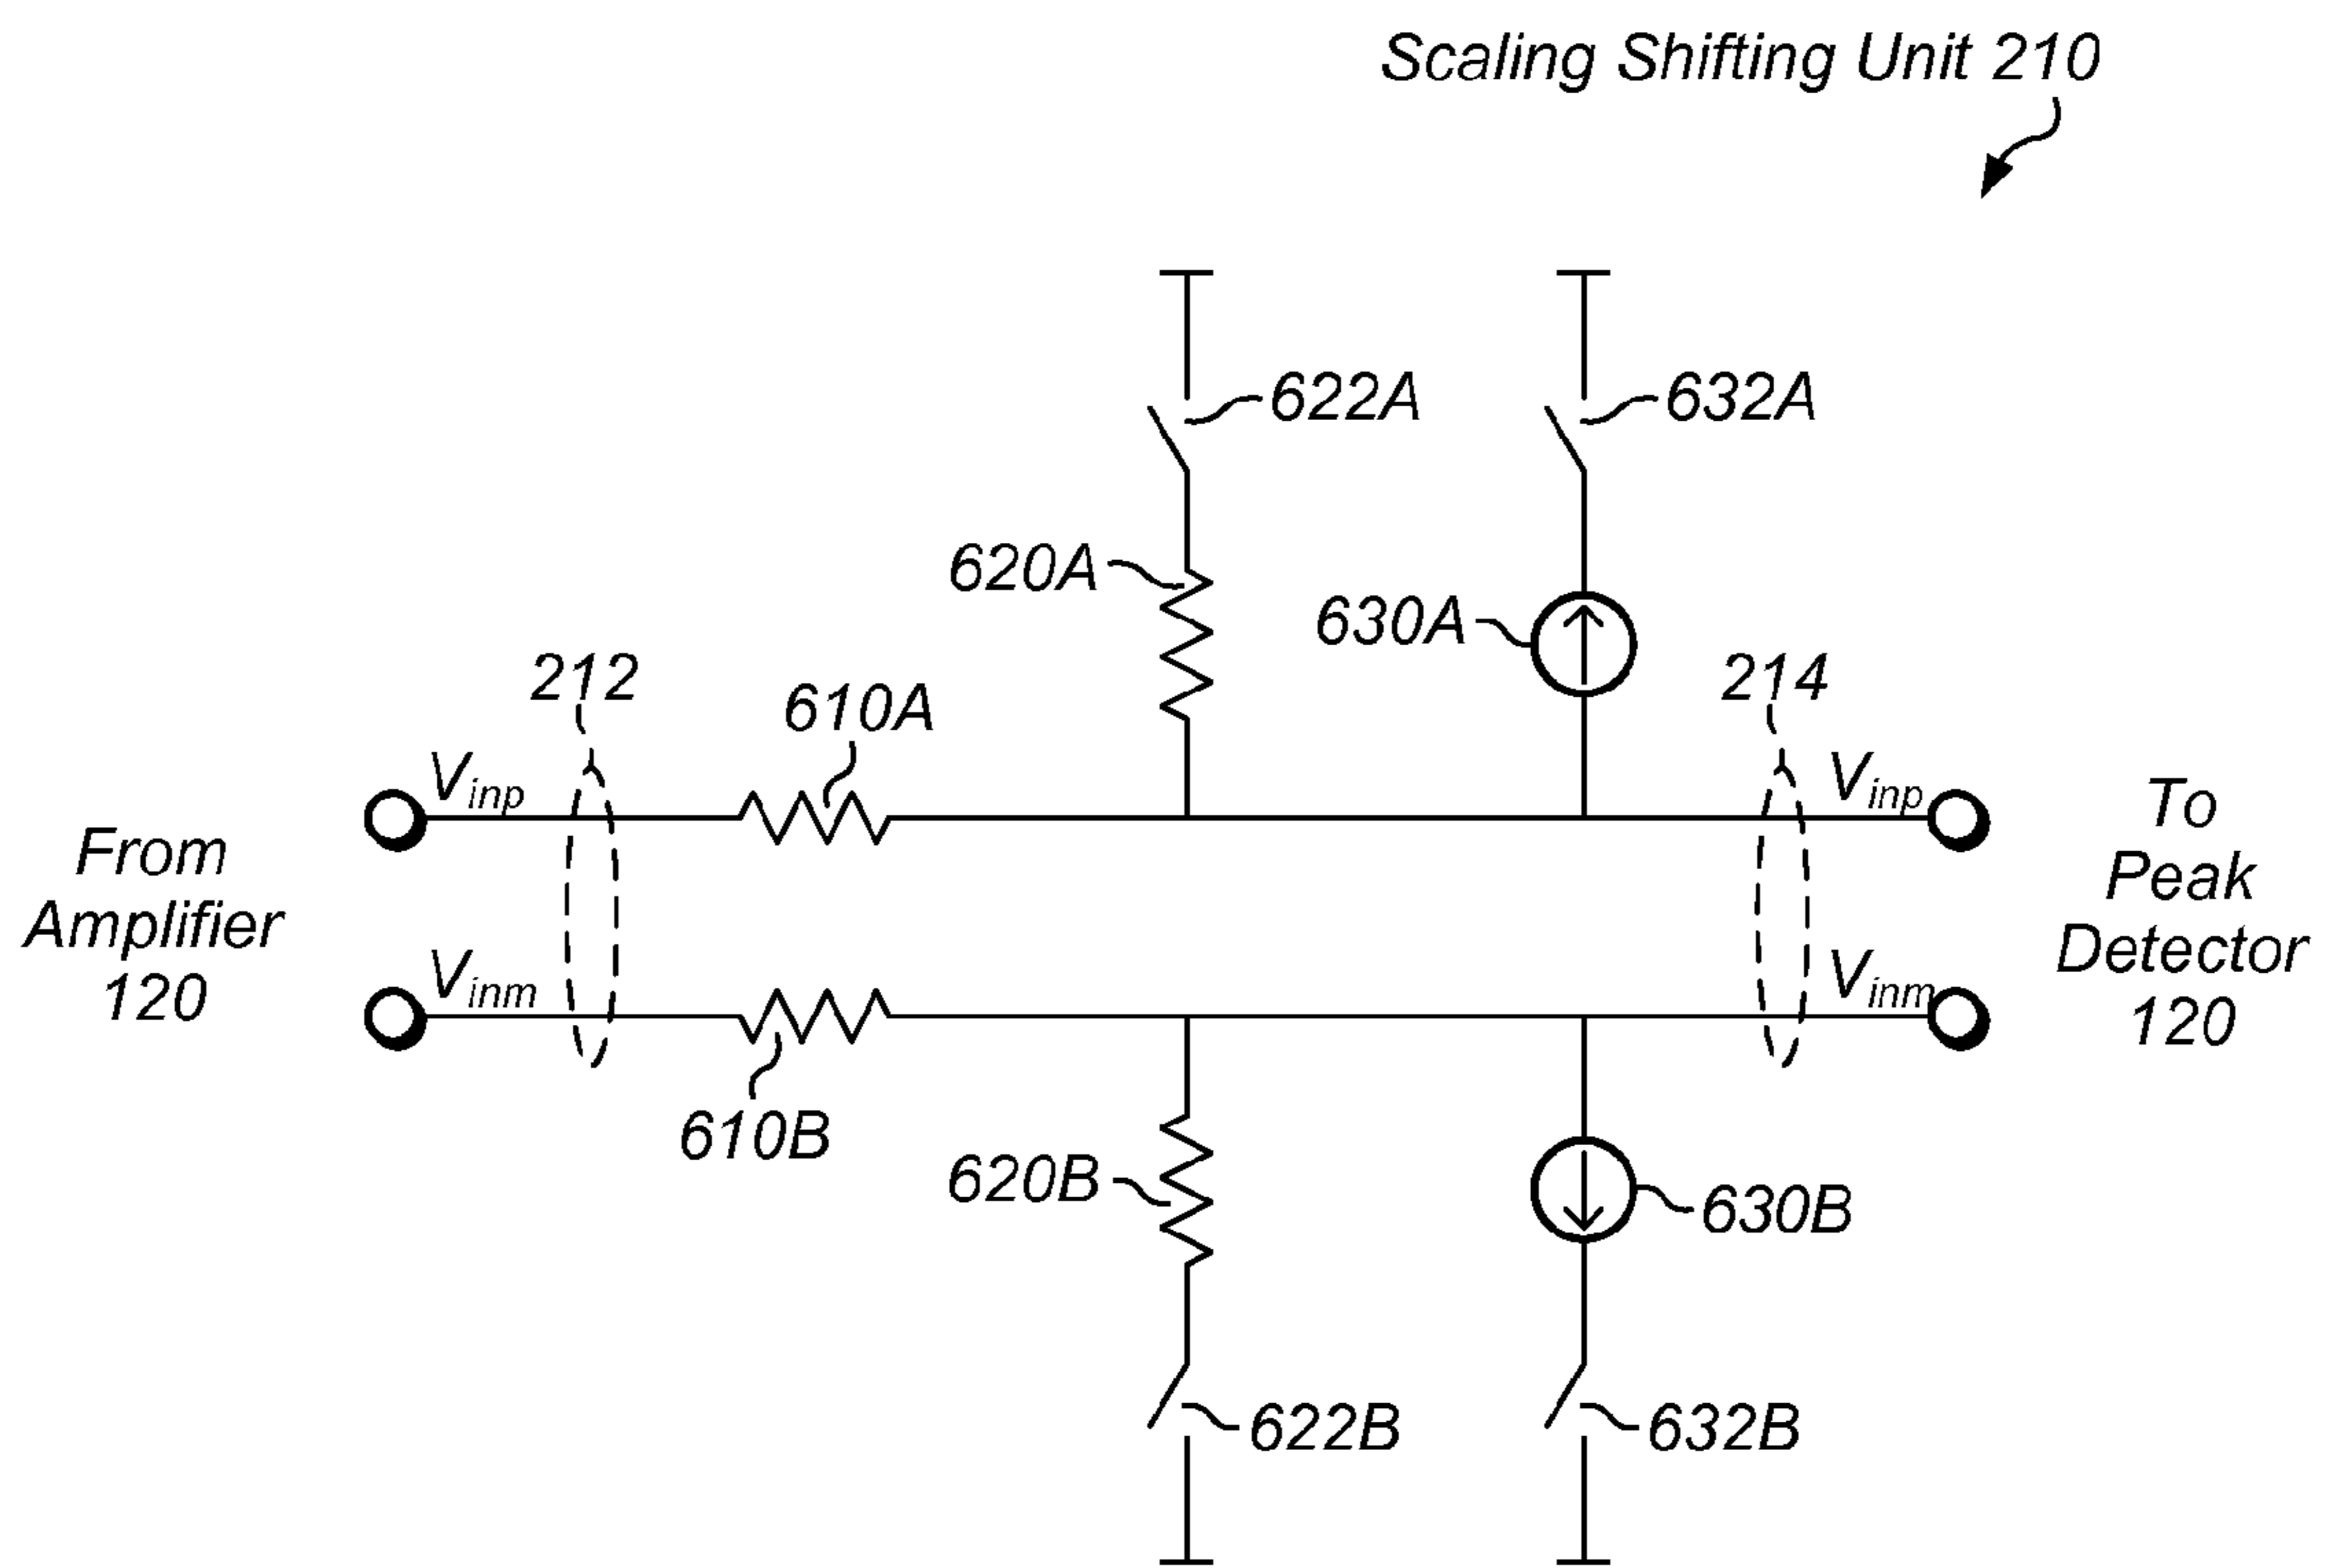 Scaling Shifting Unit 210
622A
632A
620A
630A
212
610A
214
Vinp
Vinp
From
Amplifier
120
To
Peak
Detector
120
Vinm
Vinm
610B
620B
630B
622B
632B